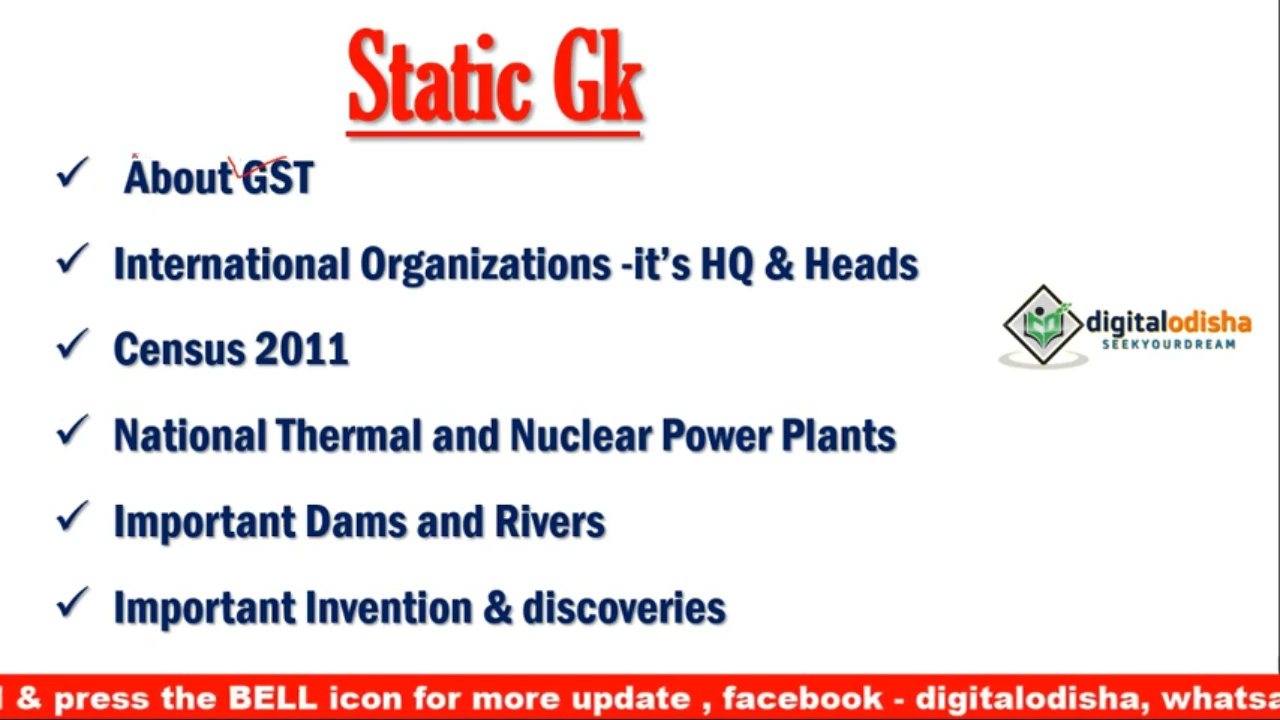 Static Gk
About GST
International Organizations -it's HQ & Heads
digitalodisha
SEEKYOURDREAM
Census 2011
National Thermal and Nuclear Power Plants
Important Dams and Rivers
Important Invention & discoveries
& press the BELL icon for more update , facebook - digitalodisha, whatsa